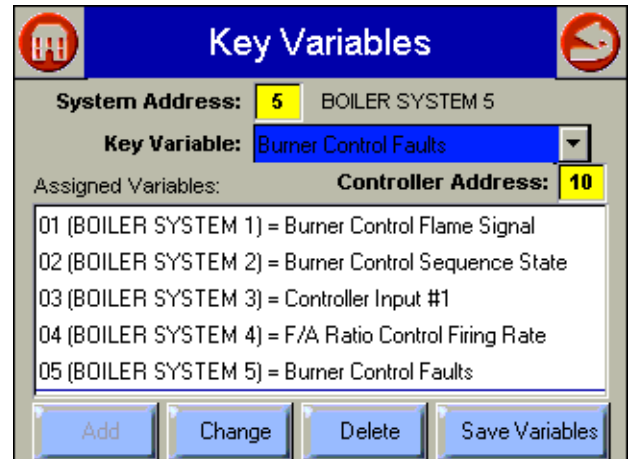 Key Variables
System Address: 5 BOILER SYSTEM 5
Key Variable: Burner Control Faults
Assigned Variables: Controller Address: 10
01 (BOILER SYSTEM 1) = Burner Control Flame Signal
02 (BOILER SYSTEM 2) = Burner Control Sequence State
03 (BOILER SYSTEM 3) = Controller Input #1
04 (BOILER SYSTEM 4) = F/A Ratio Control Firing Rate
05 (BOILER SYSTEM 5) = Burner Control Faults
Add Change Delete Save Variables